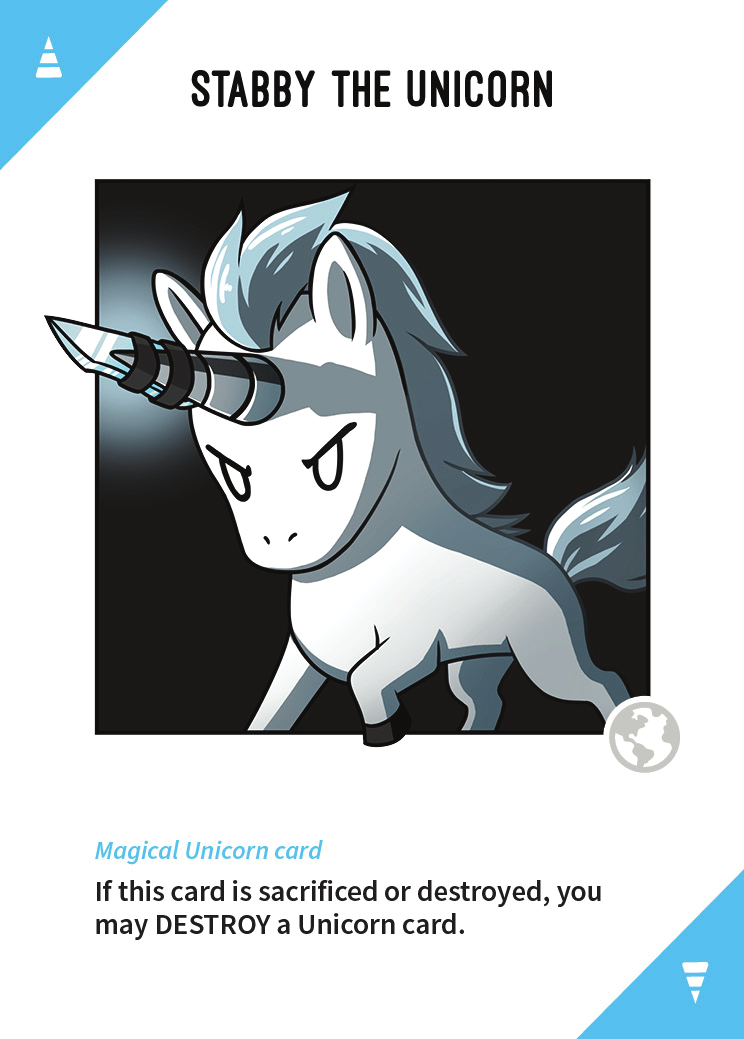 STABBY THE UNICORN
Magical Unicorn card
If this card is sacrificed or destroyed, you
may DESTROY a Unicorn card.